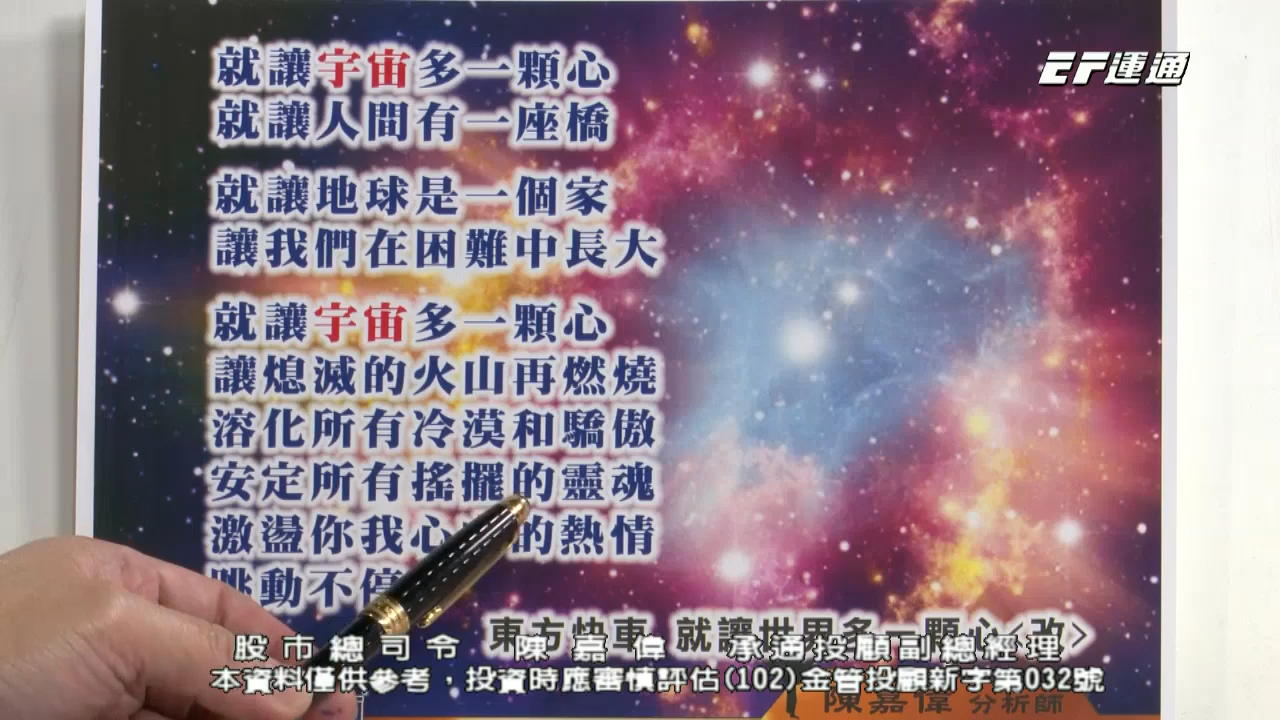 就讓宇宙多一顆心
EF運通
就讓人間有一座橋
就讓地球是一個家
讓我們在困難中長大
就讓宇宙多一顆心
讓熄滅的火山再燃燒
溶化所有冷漠和驕傲
安定所有搖擺的靈魂
激盪你我心 的熱情
跳動不停
東方快車 就讓世界多一顆心<改>
股市總司令 陳嘉偉 承通投顧副總經理
本資料僅供參考，投資時應審慎評估(102)金管投顧新字第032號
陳嘉偉 分析師